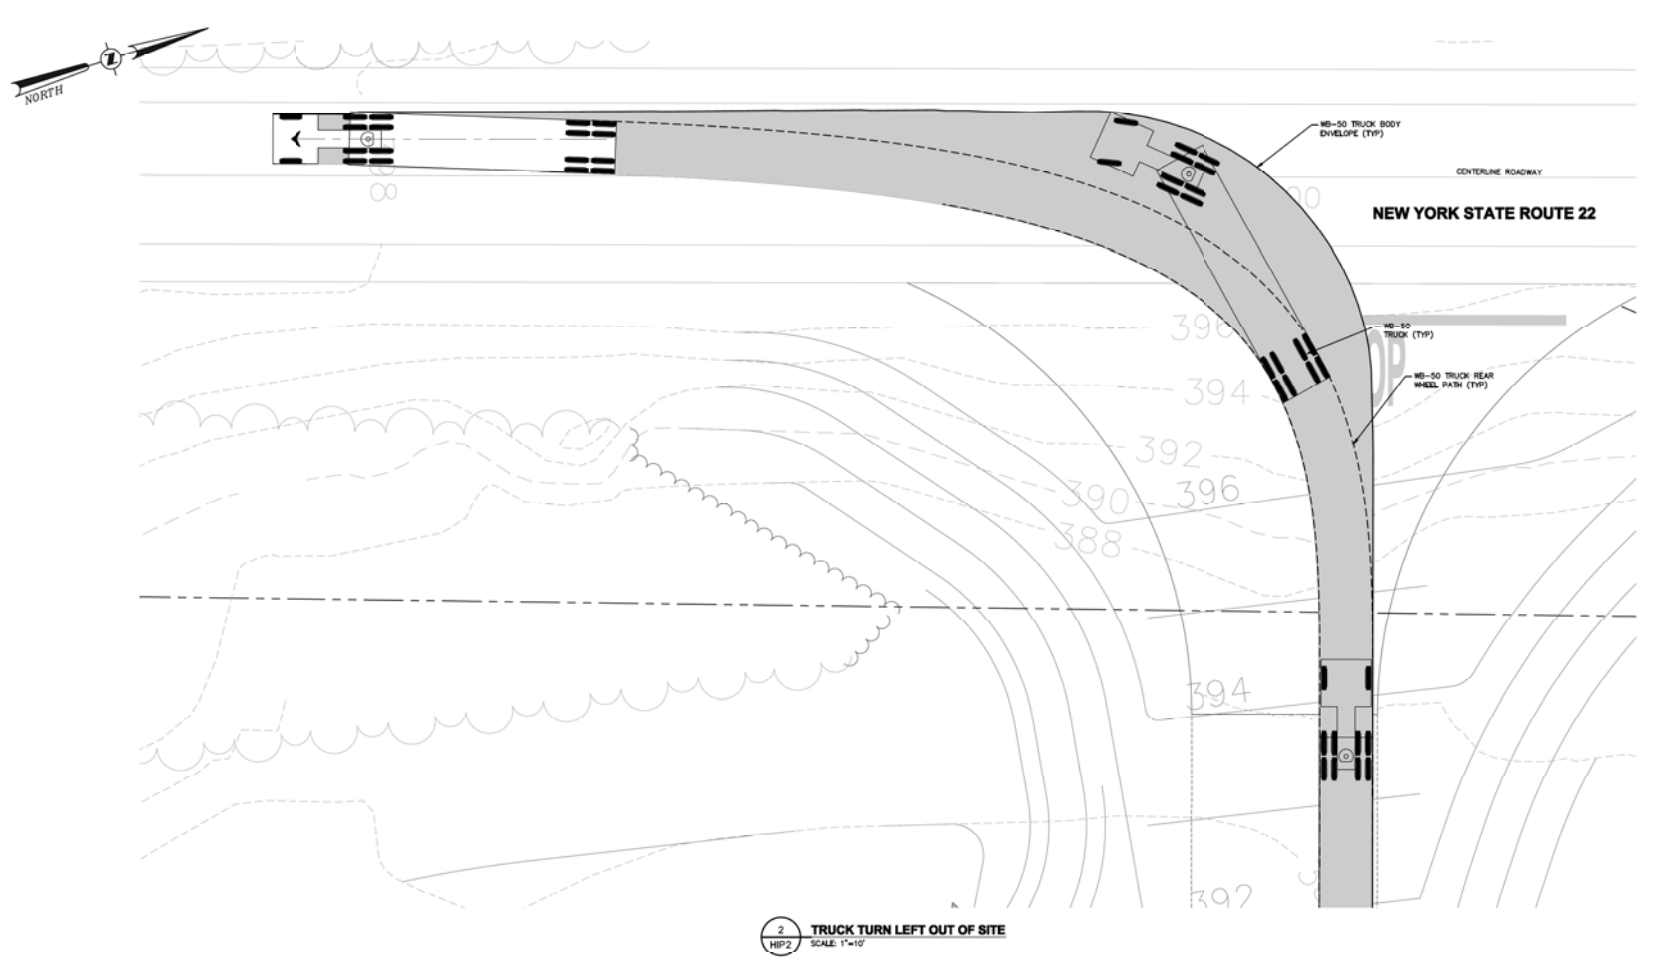 NORTH
WB-50 TRUCK BODY
ENVELOPE (TYP)
CENTERLINE ROADWAY
NEW YORK STATE ROUTE 22
396
WB-50
TRUCK (TYP)
394
WB-50 TRUCK REAR
WHEEL PATH (TYP)
392
390
396
388
394
392
2
HIP2
TRUCK TURN LEFT OUT OF SITE
SCALE: 1"=10'